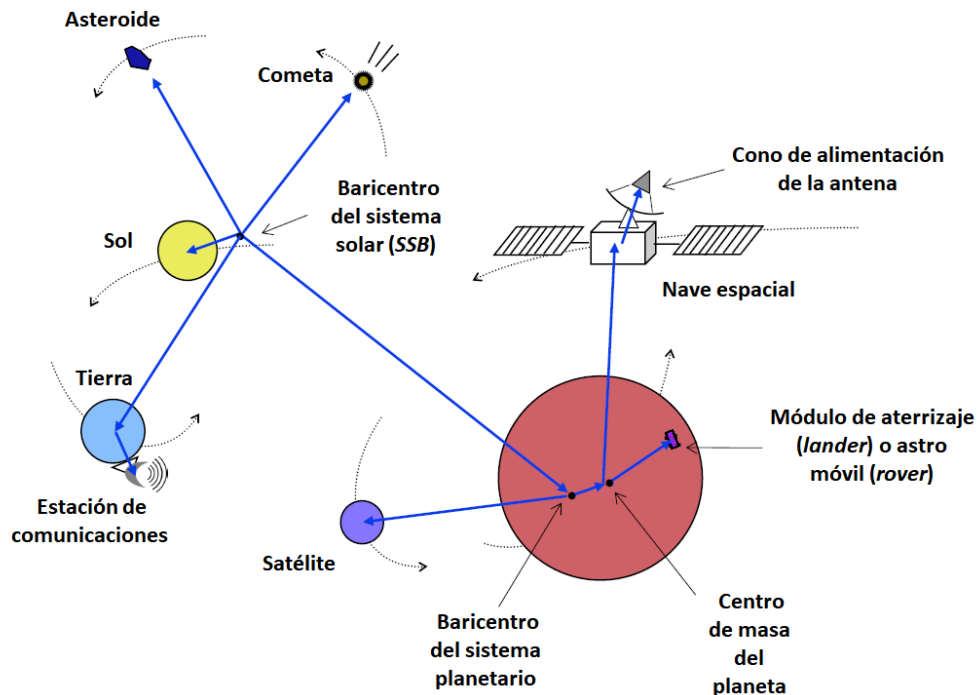 Asteroide
Cometa
Baricentro
del sistema
solar (SSB)
Sol
Cono de alimentación
de la antena
Nave espacial
Tierra
Estación de
comunicaciones
Satélite
Módulo de aterrizaje
(lander) o astro
móvil (rover)
Baricentro
del sistema
planetario
Centro
de masa
del
planeta